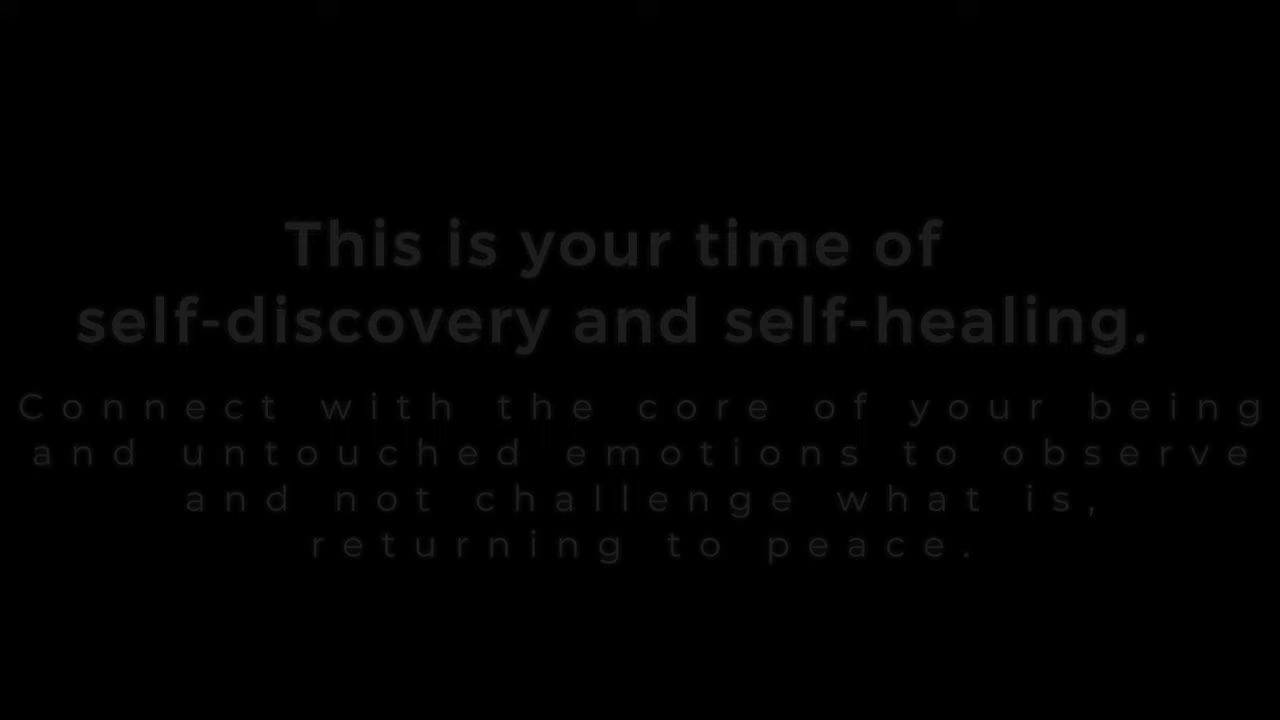 This is your time of
self-discovery and self-healing.
Connect with the core of your being
and untouched emotions to observe
and not challenge what is,
returning to peace.